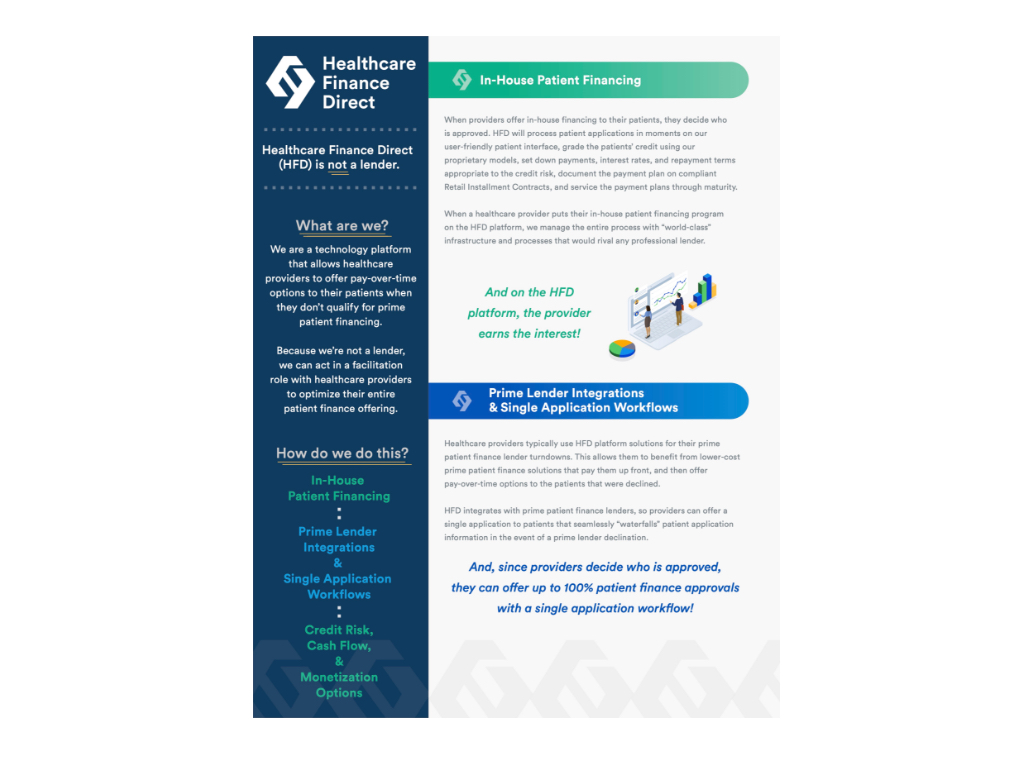 Healthcare
Finance
Direct
Healthcare Finance Direct
(HFD) is not a lender.
What are we?
We are a technology platform
that allows healthcare
providers to offer pay-over-time
options to their patients when
they don't qualify for prime
patient financing.
Because we're not a lender,
we can act in a facilitation
role with healthcare providers
to optimize their entire
patient finance offering.
How do we do this?
In-House
Patient Financing
Prime Lender
Integrations
&
Single Application
Workflows
Credit Risk,
Cash Flow,
&
Monetization
Options
In-House Patient Financing
When providers offer in-house financing to their patients, they decide who
is approved. HFD will process patient applications in moments on our
user-friendly patient interface, grade the patients' credit using our
proprietary models, set down payments, interest rates, and repayment terms
appropriate to the credit risk, document the payment plan on compliant
Retail Installment Contracts, and service the payment plans through maturity.
When a healthcare provider puts their in-house patient financing program
on the HFD platform, we manage the entire process with "world-class"
infrastructure and processes that would rival any professional lender.
And on the HFD
platform, the provider
earns the interest!
Prime Lender Integrations
& Single Application Workflows
Healthcare providers typically use HFD platform solutions for their prime
patient finance lender turndowns. This allows them to benefit from lower-cost
prime patient finance solutions that pay them up front, and then offer
pay-over-time options to the patients that were declined.
HFD integrates with prime patient finance lenders, so providers can offer a
single application to patients that seamlessly "waterfalls" patient application
information in the event of a prime lender declination.
And, since providers decide who is approved,
they can offer up to 100% patient finance approvals
with a single application workflow!